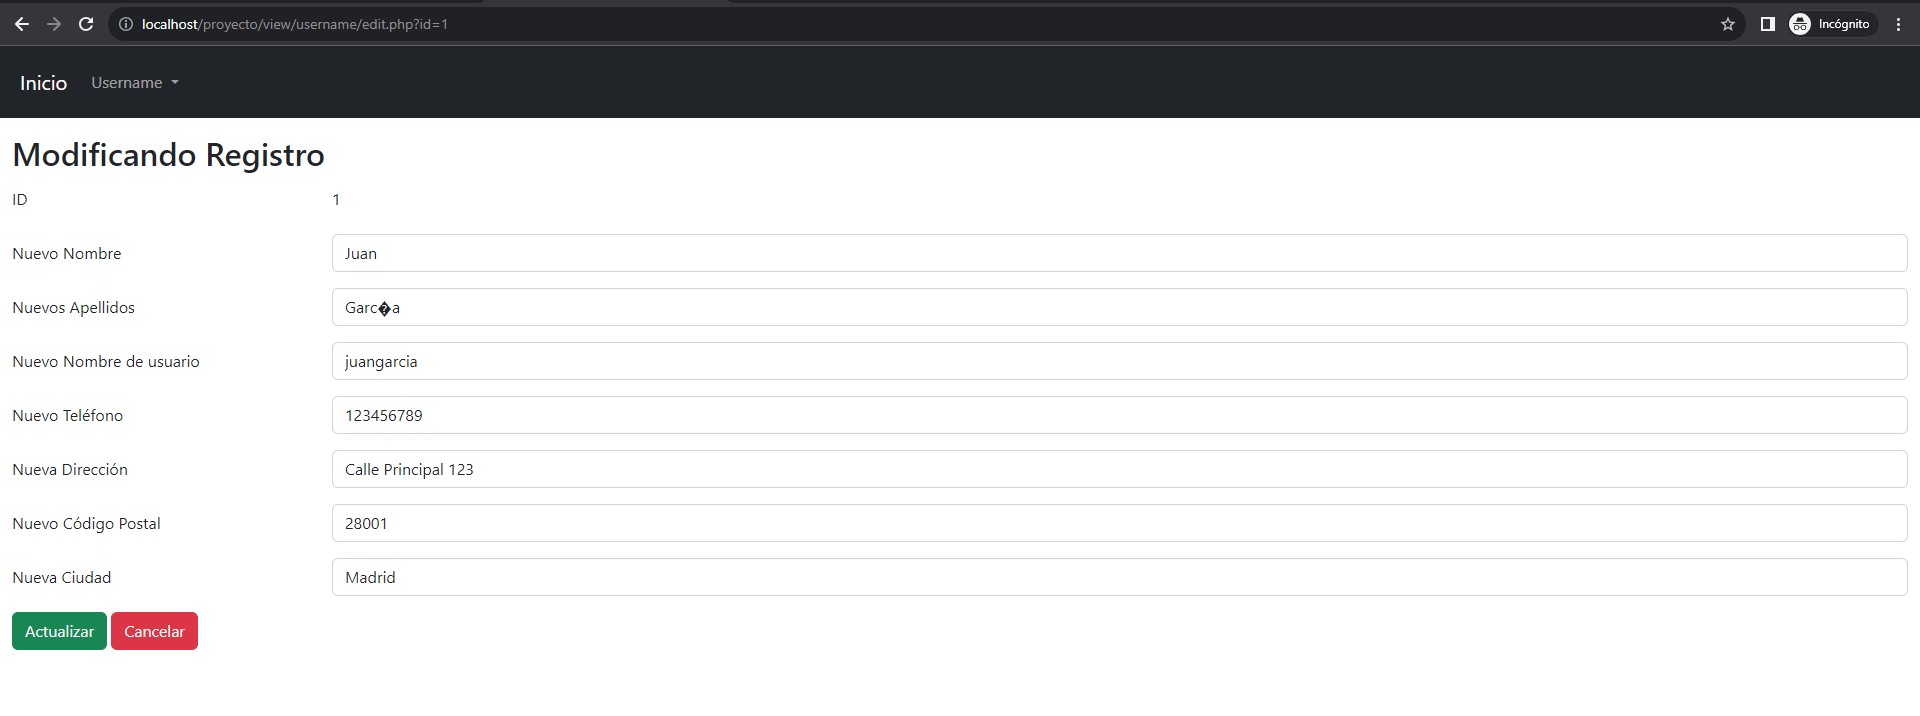 localhost/proyecto/view/username/edit.php?id=1
Incógnito
Inicio Username
Modificando Registro
ID 1
Nuevo Nombre Juan
Nuevos Apellidos Garc�a
Nuevo Nombre de usuario juangarcia
Nuevo Teléfono 123456789
Nueva Dirección Calle Principal 123
Nuevo Código Postal 28001
Nueva Ciudad Madrid
Actualizar Cancelar